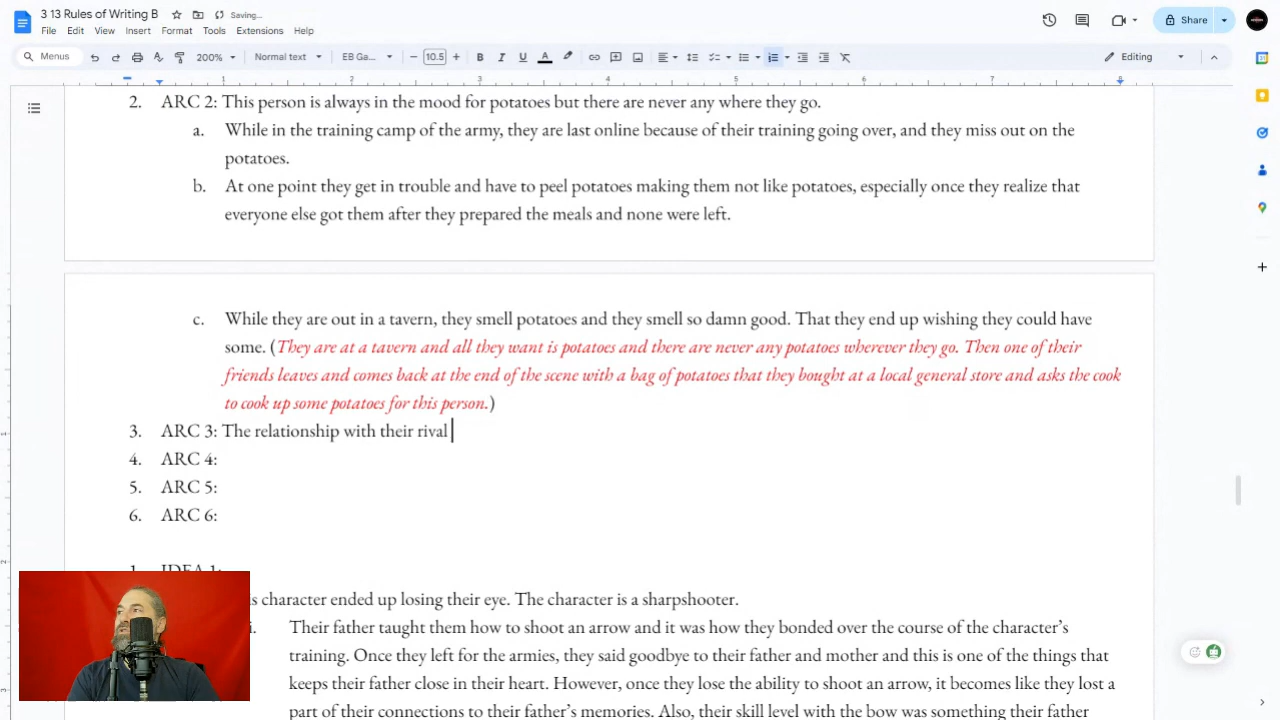 3 13 Rules of Writing B
Saving...
File Edit View Insert Format Tools Extensions Help
Share
Menus
200%
Normal text
EB Ga...
10.5
Editing
1 2 3 4 5 6 7 8
2. ARC 2: This person is always in the mood for potatoes but there are never any where they go.
a. While in the training camp of the army, they are last online because of their training going over, and they miss out on the
potatoes.
b. At one point they get in trouble and have to peel potatoes making them not like potatoes, especially once they realize that
everyone else got them after they prepared the meals and none were left.
c. While they are out in a tavern, they smell potatoes and they smell so damn good. That they end up wishing they could have
some. (They are at a tavern and all they want is potatoes and there are never any potatoes wherever they go. Then one of their
friends leaves and comes back at the end of the scene with a bag of potatoes that they bought at a local general store and asks the cook
to cook up some potatoes for this person.)
3. ARC 3: The relationship with their rival
4. ARC 4:
5. ARC 5:
6. ARC 6:
1. IDEA 1:
is character ended up losing their eye. The character is a sharpshooter.
i. Their father taught them how to shoot an arrow and it was how they bonded over the course of the character's
training. Once they left for the armies, they said goodbye to their father and mother and this is one of the things that
keeps their father close in their heart. However, once they lose the ability to shoot an arrow, it becomes like they lost a
part of their connections to their father's memories. Also, their skill level with the bow was something their father